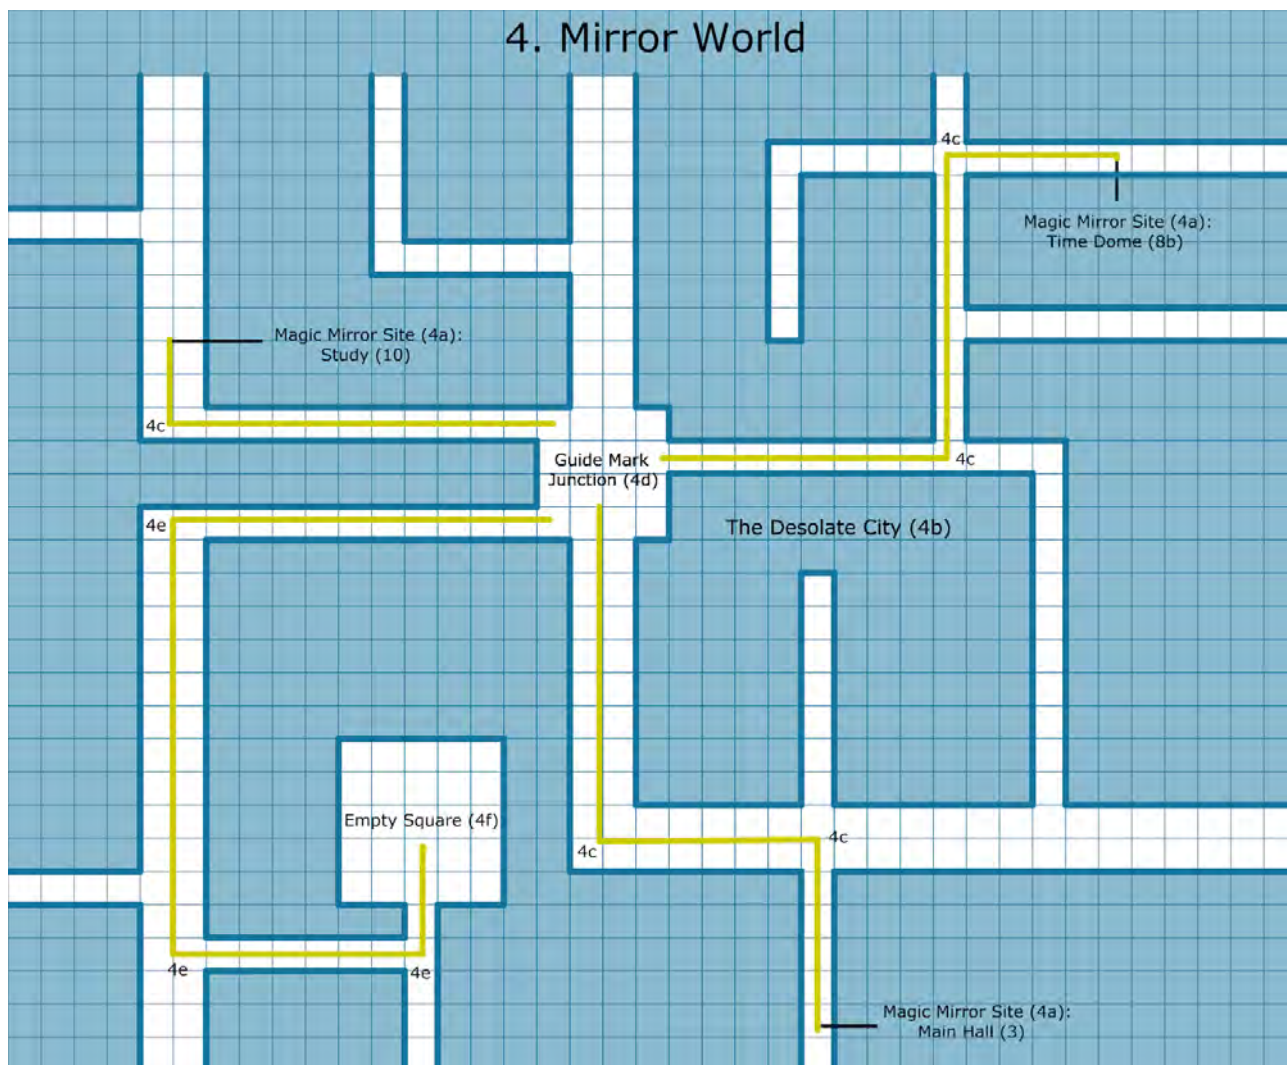 4. Mirror World
4c
Magic Mirror Site (4a):
Time Dome (8b)
Magic Mirror Site (4a):
Study (10)
4c
Guide Mark
Junction (4d)
4c
4e
The Desolate City (4b)
Empty Square (4f)
4c
4c
4e
4e
Magic Mirror Site (4a):
Main Hall (3)